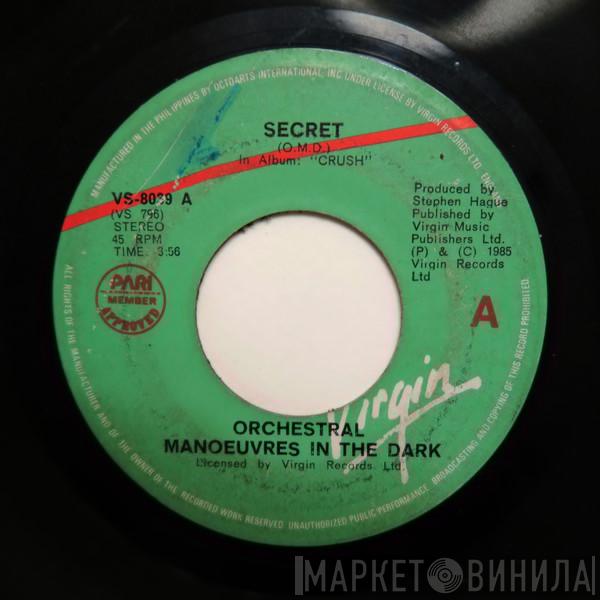 MANUFACTURED IN THE PHILIPPINES BY OCTOARTS INTERNATIONAL, INC UNDER LICENSE BY VIRGIN RECORDS LTD. ENGLAND
SECRET
(O.M.D.)
In Album: "CRUSH"
VS-8039 A
(VS 796)
STEREO
45 RPM
TIME: 3:56
Produced by
Stephen Hague
Published by
Virgin Music
Publishers Ltd.
(P) & (C) 1985
Virgin Records
Ltd
PARI
MEMBER
APPROVED
A
Virgin
ORCHESTRAL
MANOEUVRES IN THE DARK
Licensed by Virgin Records Ltd.
ALL RIGHTS OF THE MANUFACTURER AND OF THE OWNER OF THE RECORDED WORK RESERVED. UNAUTHORIZED PUBLIC PERFORMANCE, BROADCASTING AND COPYING OF THIS RECORD PROHIBITED.
МАРКЕТ ВИНИЛА